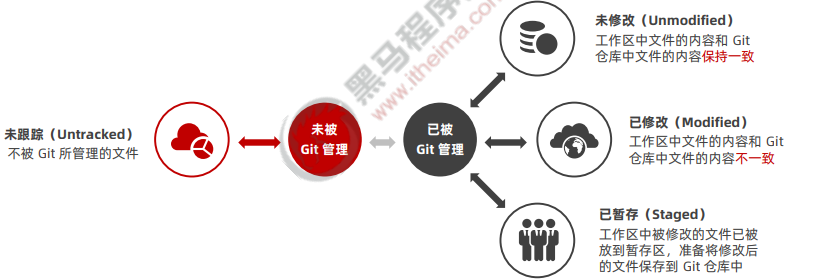 未修改（Unmodified）
工作区中文件的内容和 Git
仓库中文件的内容保持一致
黑马程序
www.itheima.com
未跟踪（Untracked）
不被 Git 所管理的文件
未被
Git 管理
已被
Git 管理
已修改（Modified）
工作区中文件的内容和 Git
仓库中文件的内容不一致
已暂存（Staged）
工作区中被修改的文件已被
放到暂存区，准备将修改后
的文件保存到 Git 仓库中